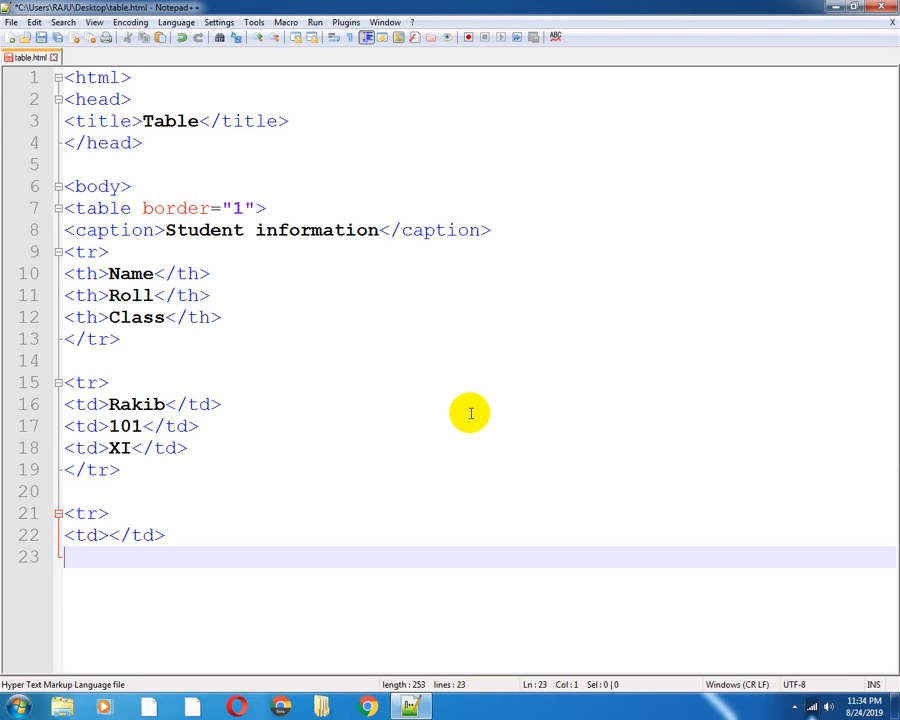 *C:\Users\RAJU\Desktop\table.html - Notepad++
File Edit Search View Encoding Language Settings Tools Macro Run Plugins Window ? X
table.html
1 <html>
2 <head>
3 <title>Table</title>
4 </head>
5
6 <body>
7 <table border="1">
8 <caption>Student information</caption>
9 <tr>
10 <th>Name</th>
11 <th>Roll</th>
12 <th>Class</th>
13 </tr>
14
15 <tr>
16 <td>Rakib</td>
17 <td>101</td>
18 <td>XI</td>
19 </tr>
20
21 <tr>
22 <td></td>
23
Hyper Text Markup Language file length : 253 lines : 23 Ln : 23 Col : 1 Sel : 0 | 0 Windows (CR LF) UTF-8 INS
11:34 PM
8/24/2019